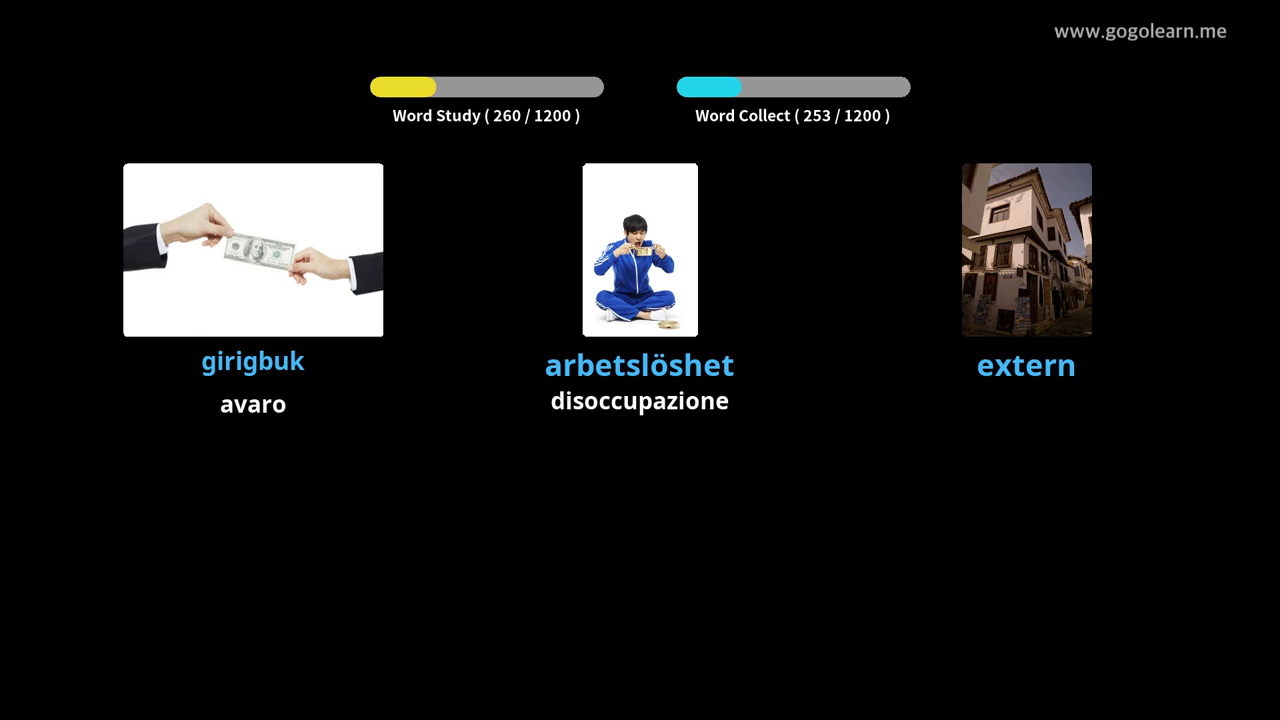 www.gogolearn.me
Word Study ( 260 / 1200 )
Word Collect ( 253 / 1200 )
girigbuk
avaro
arbetslöshet
disoccupazione
extern